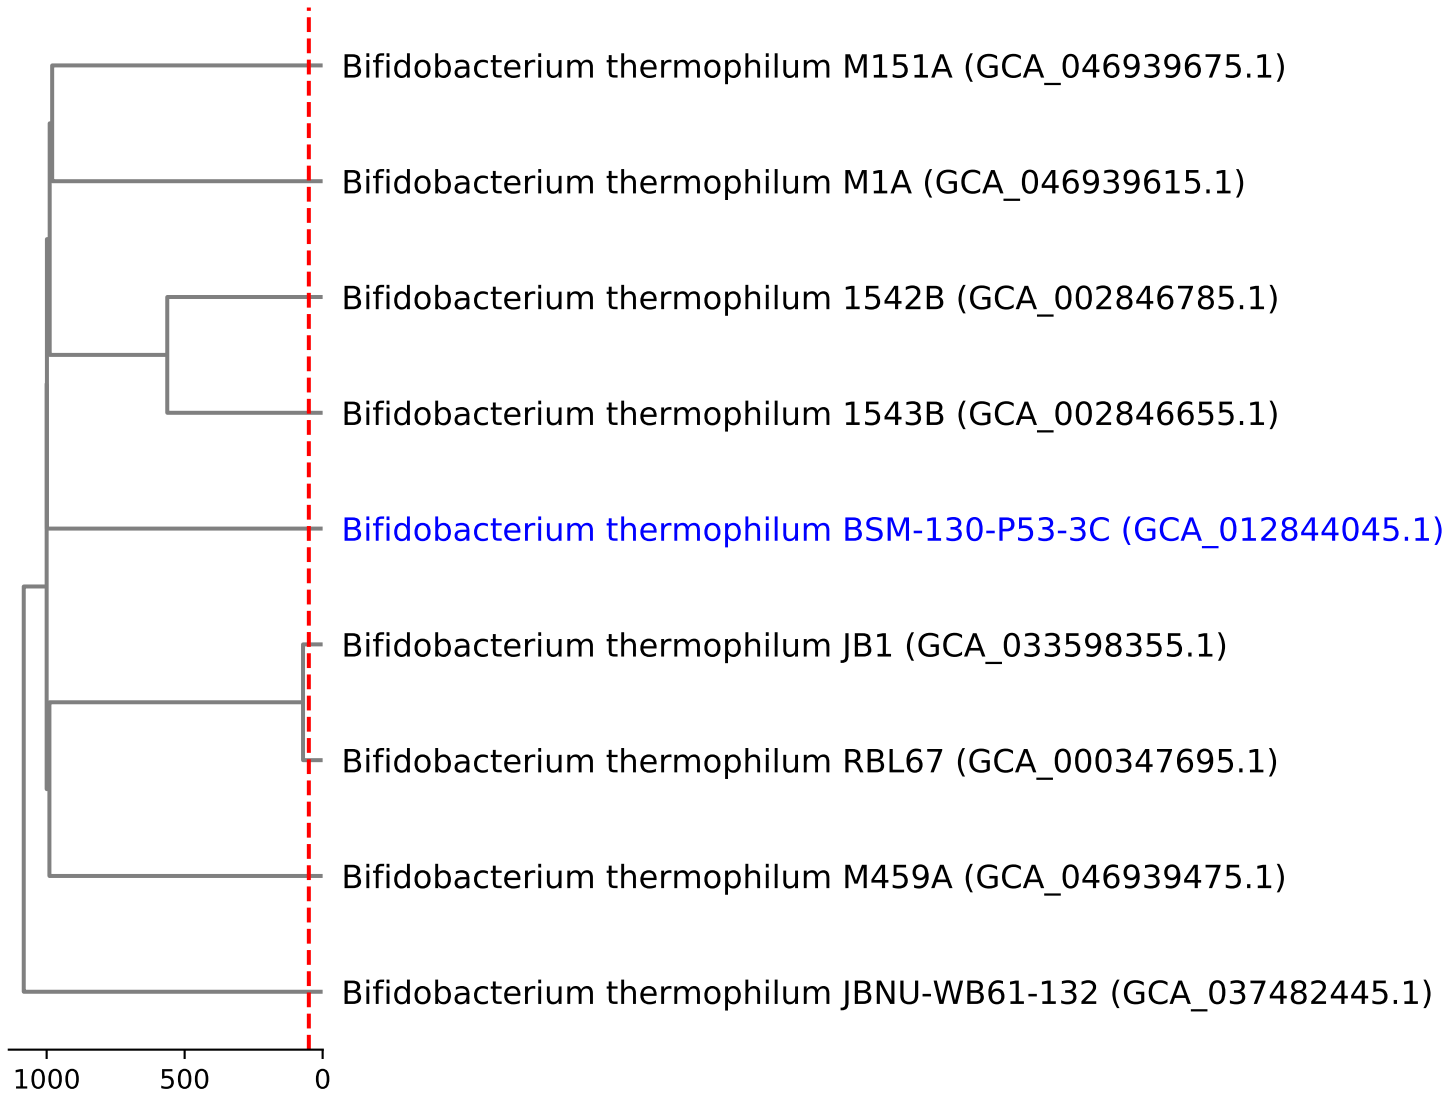 Bifidobacterium thermophilum M151A (GCA_046939675.1)
Bifidobacterium thermophilum M1A (GCA_046939615.1)
Bifidobacterium thermophilum 1542B (GCA_002846785.1)
Bifidobacterium thermophilum 1543B (GCA_002846655.1)
Bifidobacterium thermophilum BSM-130-P53-3C (GCA_012844045.1)
Bifidobacterium thermophilum JB1 (GCA_033598355.1)
Bifidobacterium thermophilum RBL67 (GCA_000347695.1)
Bifidobacterium thermophilum M459A (GCA_046939475.1)
Bifidobacterium thermophilum JBNU-WB61-132 (GCA_037482445.1)
1000 500 0